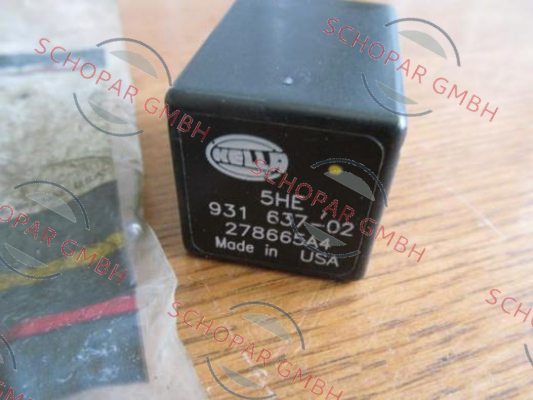 HELLA
5HE
931 637-02
278665A4
Made in USA
SCHOPAR GMBH
SCHOPAR GMBH
SCHOPAR GMBH
SCHOPAR GMBH
SCHOPAR GMBH
SCHOPAR GMBH
SCHOPAR